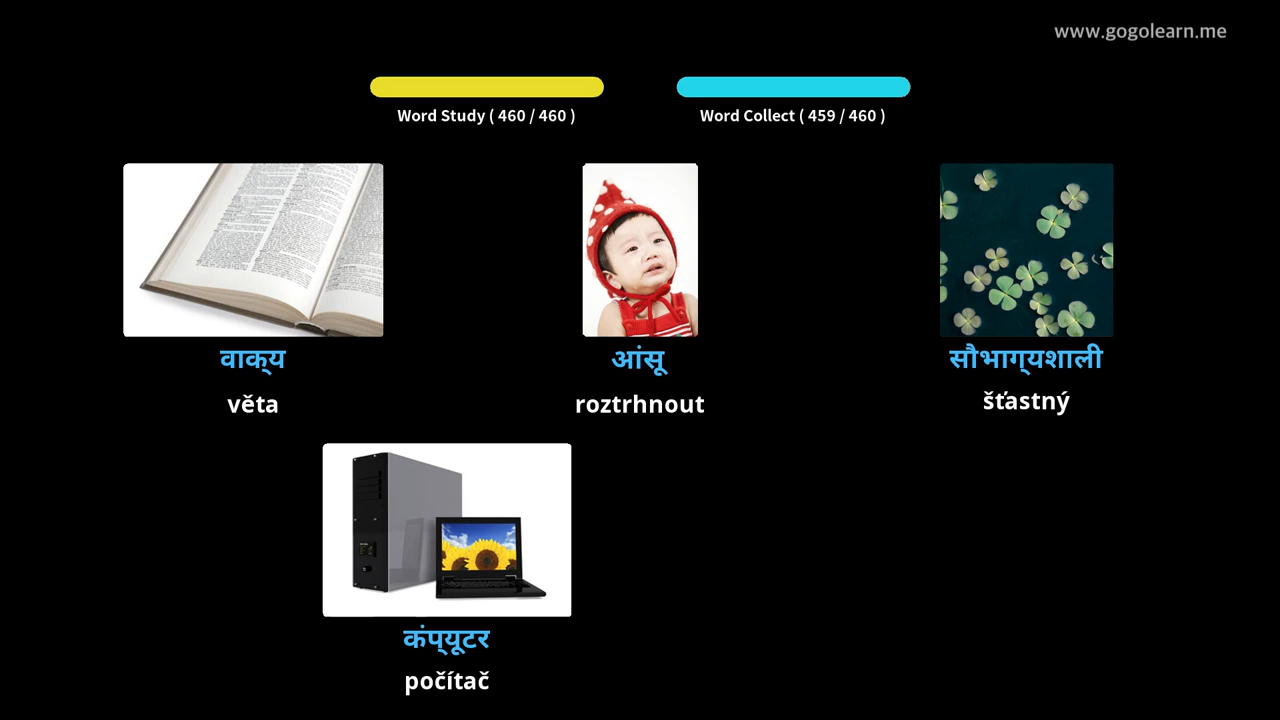 www.gogolearn.me
Word Study ( 460 / 460 )
Word Collect ( 459 / 460 )
वाक्य
आंसू
सौभाग्यशाली
věta
roztrhnout
šťastný
कंप्यूटर
počítač